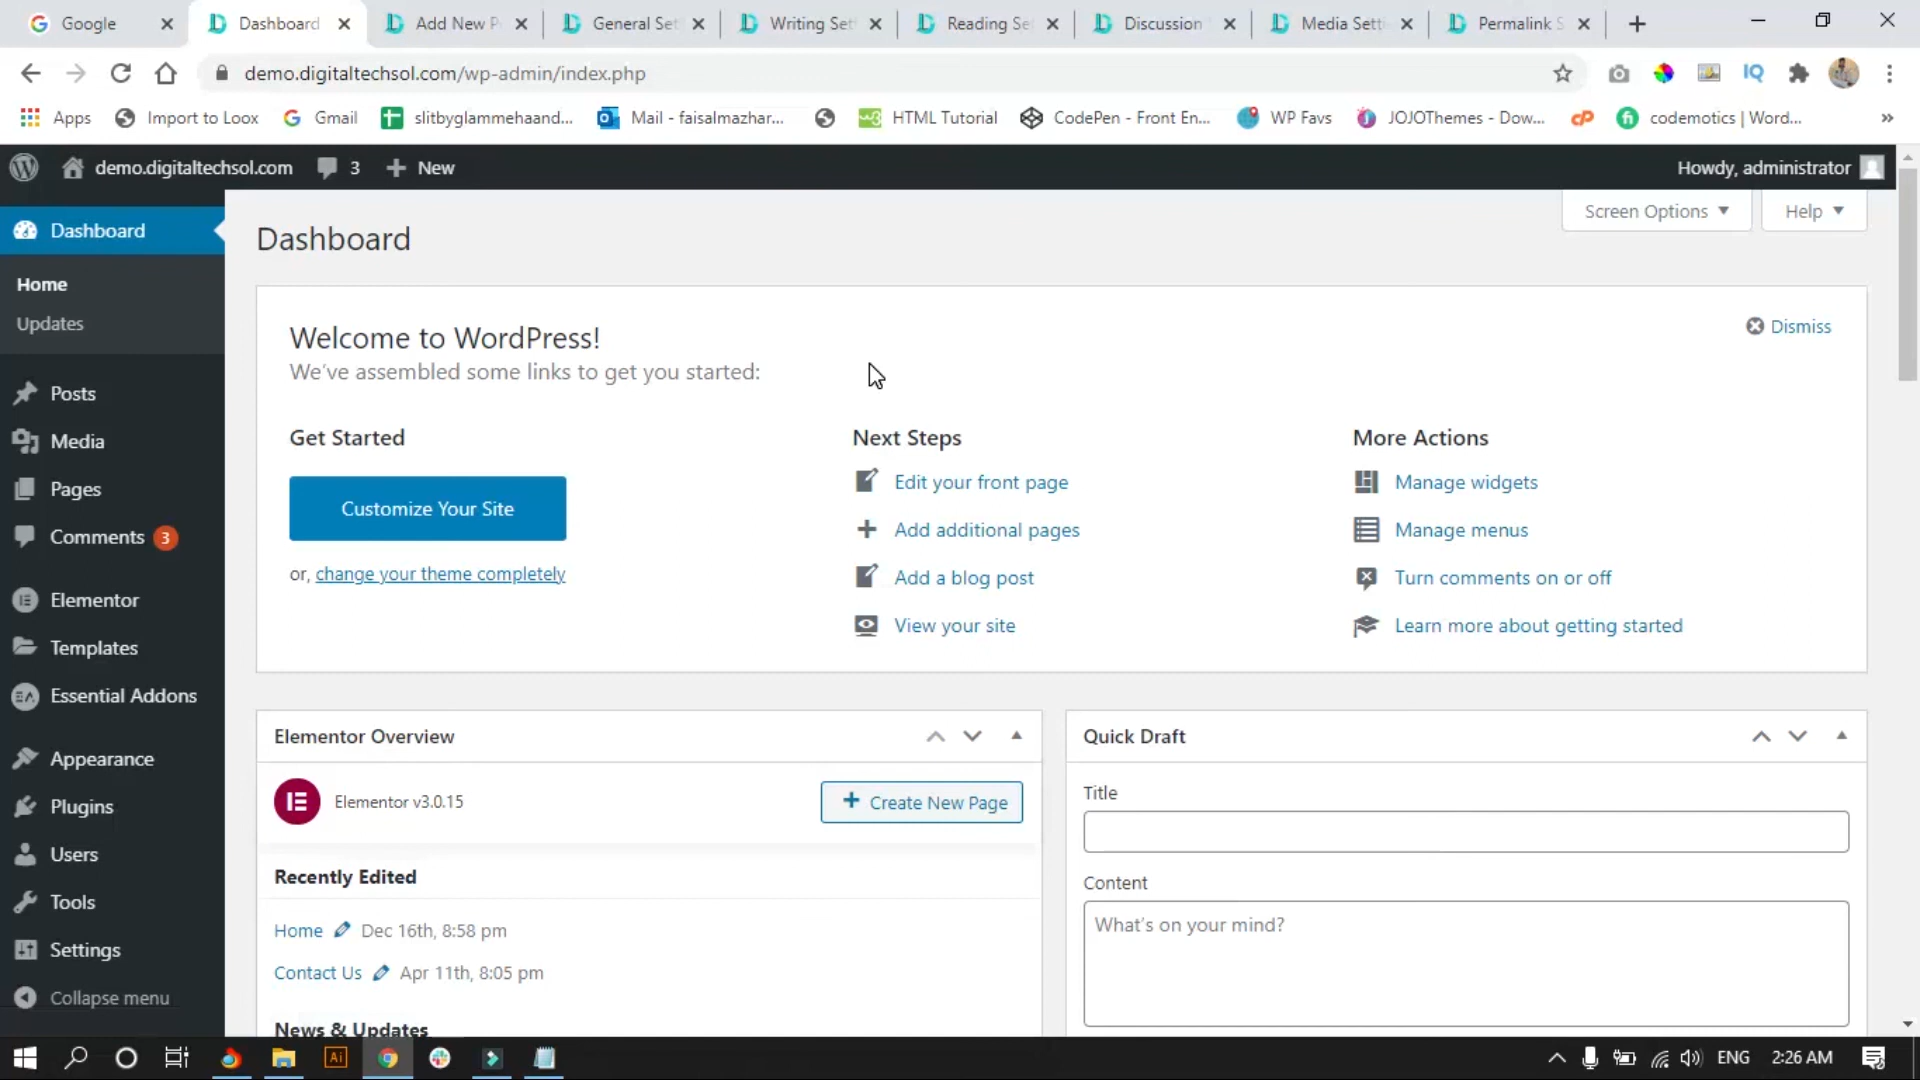 Google
Dashboard
Add New P
General Set
Writing Set
Reading Se
Discussion
Media Setti
Permalink S
demo.digitaltechsol.com/wp-admin/index.php
IQ
Apps
Import to Loox
Gmail
slitbyglammehaand...
Mail - faisalmazhar...
HTML Tutorial
CodePen - Front En...
WP Favs
JOJOThemes - Dow...
codemotics | Word...
demo.digitaltechsol.com
3
New
Howdy, administrator
Dashboard
Home
Updates
Posts
Media
Pages
Comments 3
Elementor
Templates
Essential Addons
Appearance
Plugins
Users
Tools
Settings
Collapse menu
Screen Options
Help
Dashboard
Welcome to WordPress!
We've assembled some links to get you started:
Dismiss
Get Started
Customize Your Site
or, change your theme completely
Next Steps
Edit your front page
Add additional pages
Add a blog post
View your site
More Actions
Manage widgets
Manage menus
Turn comments on or off
Learn more about getting started
Elementor Overview
Elementor v3.0.15
Create New Page
Recently Edited
Home Dec 16th, 8:58 pm
Contact Us Apr 11th, 8:05 pm
News & Updates
Quick Draft
Title
Content
What's on your mind?
Ai
ENG
2:26 AM